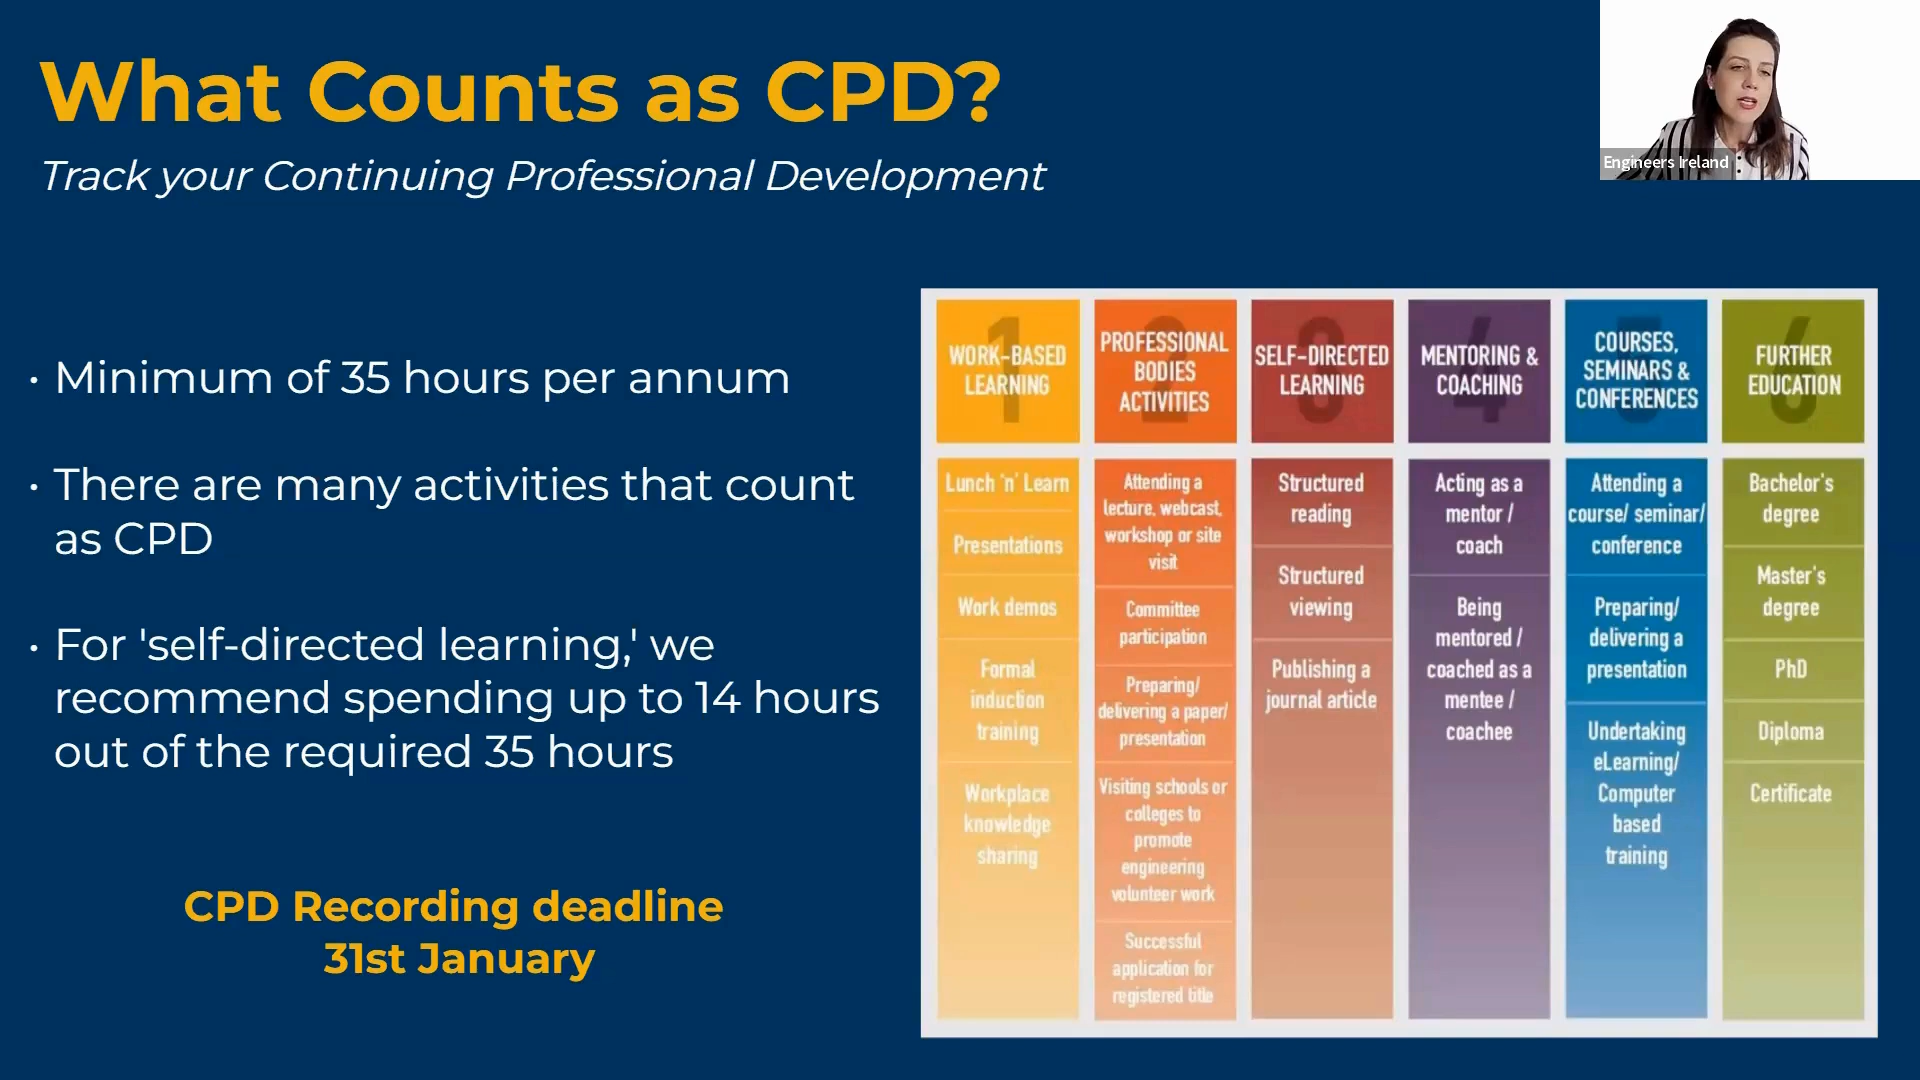 What Counts as CPD?
Track your Continuing Professional Development
Engineers Ireland
· Minimum of 35 hours per annum
· There are many activities that count
as CPD
· For 'self-directed learning,' we
recommend spending up to 14 hours
out of the required 35 hours
CPD Recording deadline
31st January
1
WORK-BASED
LEARNING
Lunch 'n' Learn
Presentations
Work demos
Formal
induction
training
Workplace
knowledge
sharing
2
PROFESSIONAL
BODIES
ACTIVITIES
Attending a
lecture, webcast,
workshop or site
visit
Committee
participation
Preparing/
delivering a paper/
presentation
Visiting schools or
colleges to
promote
engineering
volunteer work
Successful
application for
registered title
3
SELF-DIRECTED
LEARNING
Structured
reading
Structured
viewing
Publishing a
journal article
4
MENTORING &
COACHING
Acting as a
mentor /
coach
Being
mentored /
coached as a
mentee /
coachee
5
COURSES,
SEMINARS &
CONFERENCES
Attending a
course/ seminar/
conference
Preparing/
delivering a
presentation
Undertaking
eLearning/
Computer
based
training
6
FURTHER
EDUCATION
Bachelor's
degree
Master's
degree
PhD
Diploma
Certificate